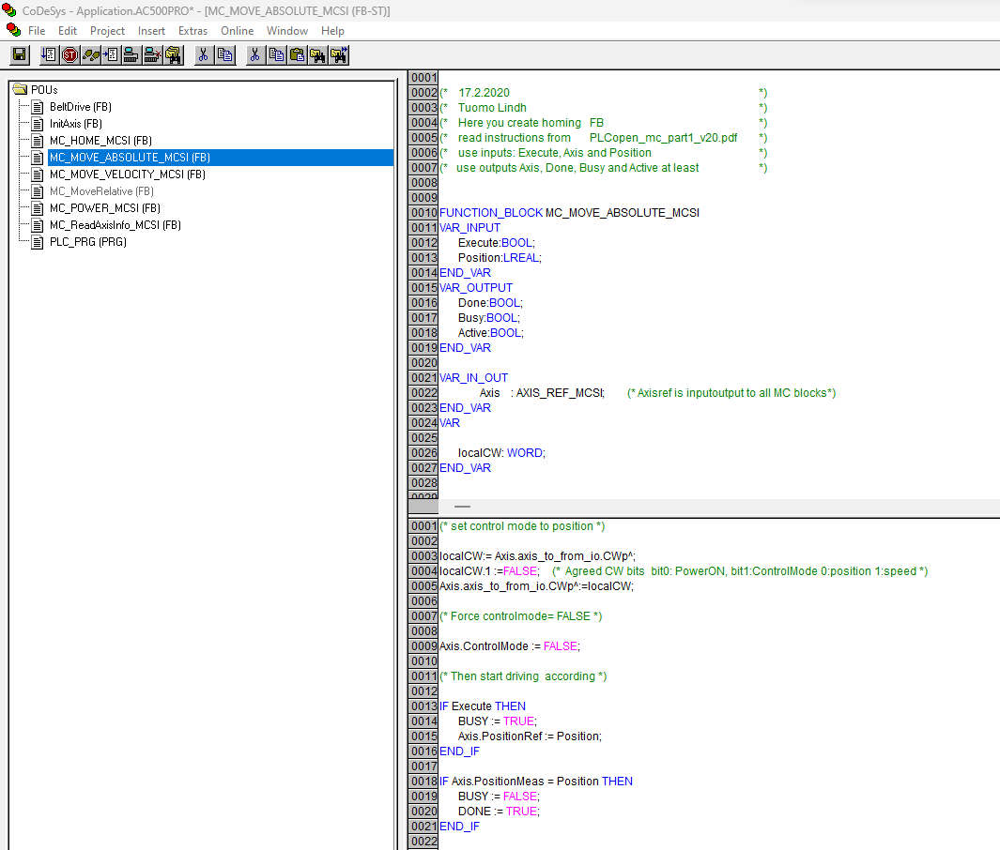 CoDeSys - Application.AC500PRO* - [MC_MOVE_ABSOLUTE_MCSI (FB-ST)]
File Edit Project Insert Extras Online Window Help
POUs
BeltDrive (FB)
InitAxis (FB)
MC_HOME_MCSI (FB)
MC_MOVE_ABSOLUTE_MCSI (FB)
MC_MOVE_VELOCITY_MCSI (FB)
MC_MoveRelative (FB)
MC_POWER_MCSI (FB)
MC_ReadAxisInfo_MCSI (FB)
PLC_PRG (PRG)
0001
0002 (* 17.2.2020 *)
0003 (* Tuomo Lindh *)
0004 (* Here you create homing FB *)
0005 (* read instructions from PLCopen_mc_part1_v20.pdf *)
0006 (* use inputs: Execute, Axis and Position *)
0007 (* use outputs Axis, Done, Busy and Active at least *)
0008
0009
0010 FUNCTION_BLOCK MC_MOVE_ABSOLUTE_MCSI
0011 VAR_INPUT
0012 Execute:BOOL;
0013 Position:LREAL;
0014 END_VAR
0015 VAR_OUTPUT
0016 Done:BOOL;
0017 Busy:BOOL;
0018 Active:BOOL;
0019 END_VAR
0020
0021 VAR_IN_OUT
0022 Axis : AXIS_REF_MCSI; (* Axisref is inputoutput to all MC blocks*)
0023 END_VAR
0024 VAR
0025
0026 localCW: WORD;
0027 END_VAR
0028
0029
0001 (* set control mode to position *)
0002
0003 localCW:= Axis.axis_to_from_io.CWp^;
0004 localCW.1 :=FALSE; (* Agreed CW bits bit0: PowerON, bit1:ControlMode 0:position 1:speed *)
0005 Axis.axis_to_from_io.CWp^:=localCW;
0006
0007 (* Force controlmode= FALSE *)
0008
0009 Axis.ControlMode := FALSE;
0010
0011 (* Then start driving according *)
0012
0013 IF Execute THEN
0014 BUSY := TRUE;
0015 Axis.PositionRef := Position;
0016 END_IF
0017
0018 IF Axis.PositionMeas = Position THEN
0019 BUSY := FALSE;
0020 DONE := TRUE;
0021 END_IF
0022